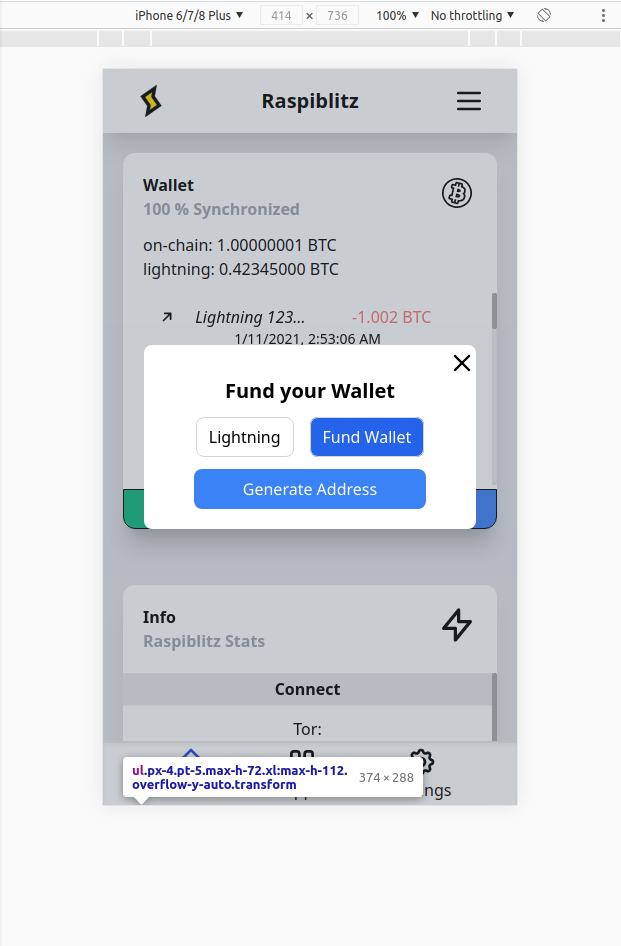 iPhone 6/7/8 Plus ▼ 414 × 736 100% ▼ No throttling ▼
Raspiblitz
Wallet
100 % Synchronized
on-chain: 1.00000001 BTC
lightning: 0.42345000 BTC
Lightning 123... -1.002 BTC
1/11/2021, 2:53:06 AM
Fund your Wallet
Lightning Fund Wallet
Generate Address
Info
Raspiblitz Stats
Connect
Tor:
ul.px-4.pt-5.max-h-72.xl:max-h-112.
overflow-y-auto.transform 374 × 288
ngs